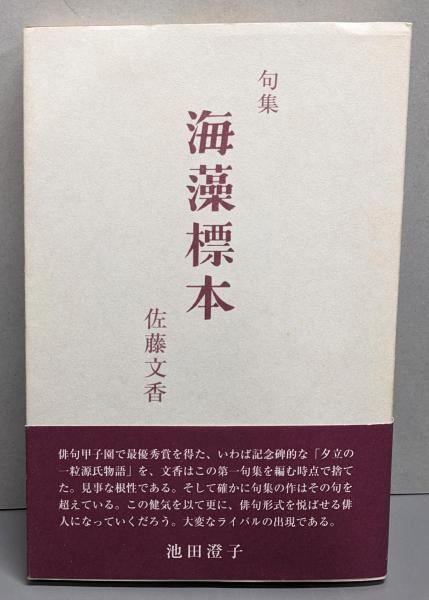 句集
海藻標本
佐藤文香
俳句甲子園で最優秀賞を得た、いわば記念碑的な「夕立の
一粒源氏物語」を、文香はこの第一句集を編む時点で捨て
た。見事な根性である。そして確かに句集の作はその句を
超えている。この健気を以て更に、俳句形式を悦ばせる俳
人になっていくだろう。大変なライバルの出現である。
池田澄子